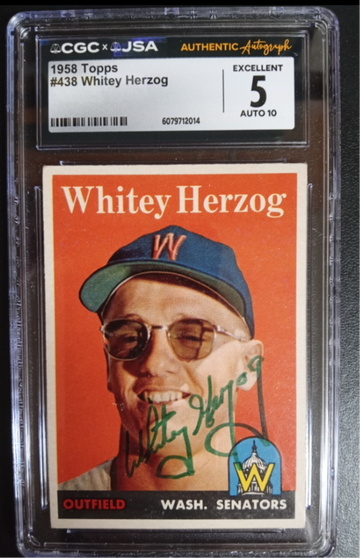 CGC x JSA AUTHENTIC Autograph
1958 Topps
#438 Whitey Herzog
EXCELLENT
5
AUTO 10
6079712014
Whitey Herzog
W
Whitey Herzog
W
OUTFIELD WASH. SENATORS